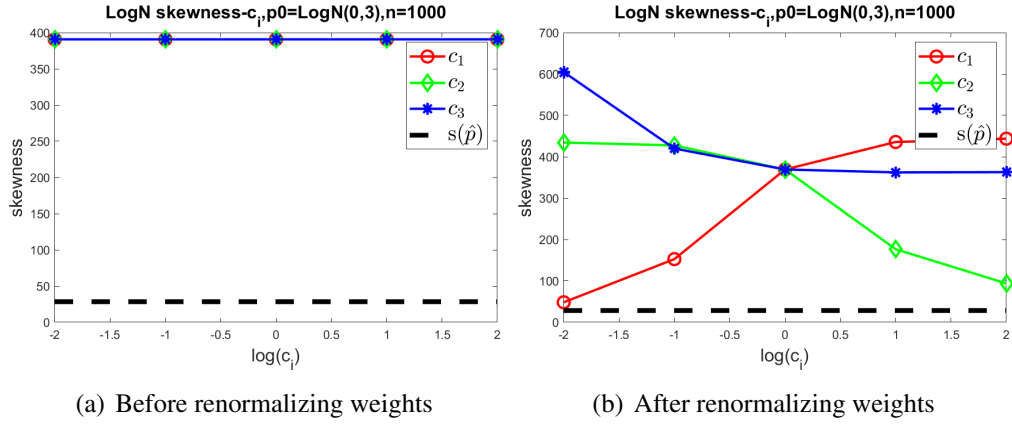 LogN skewness-c_i,p0=LogN(0,3),n=1000
400
350
300
250
200
150
100
50
0
skewness
c_1
c_2
c_3
s(p̂)
-2 -1.5 -1 -0.5 0 0.5 1 1.5 2
log(c_i)
(a) Before renormalizing weights
LogN skewness-c_i,p0=LogN(0,3),n=1000
700
600
500
400
300
200
100
0
skewness
c_1
c_2
c_3
s(p̂)
-2 -1.5 -1 -0.5 0 0.5 1 1.5 2
log(c_i)
(b) After renormalizing weights